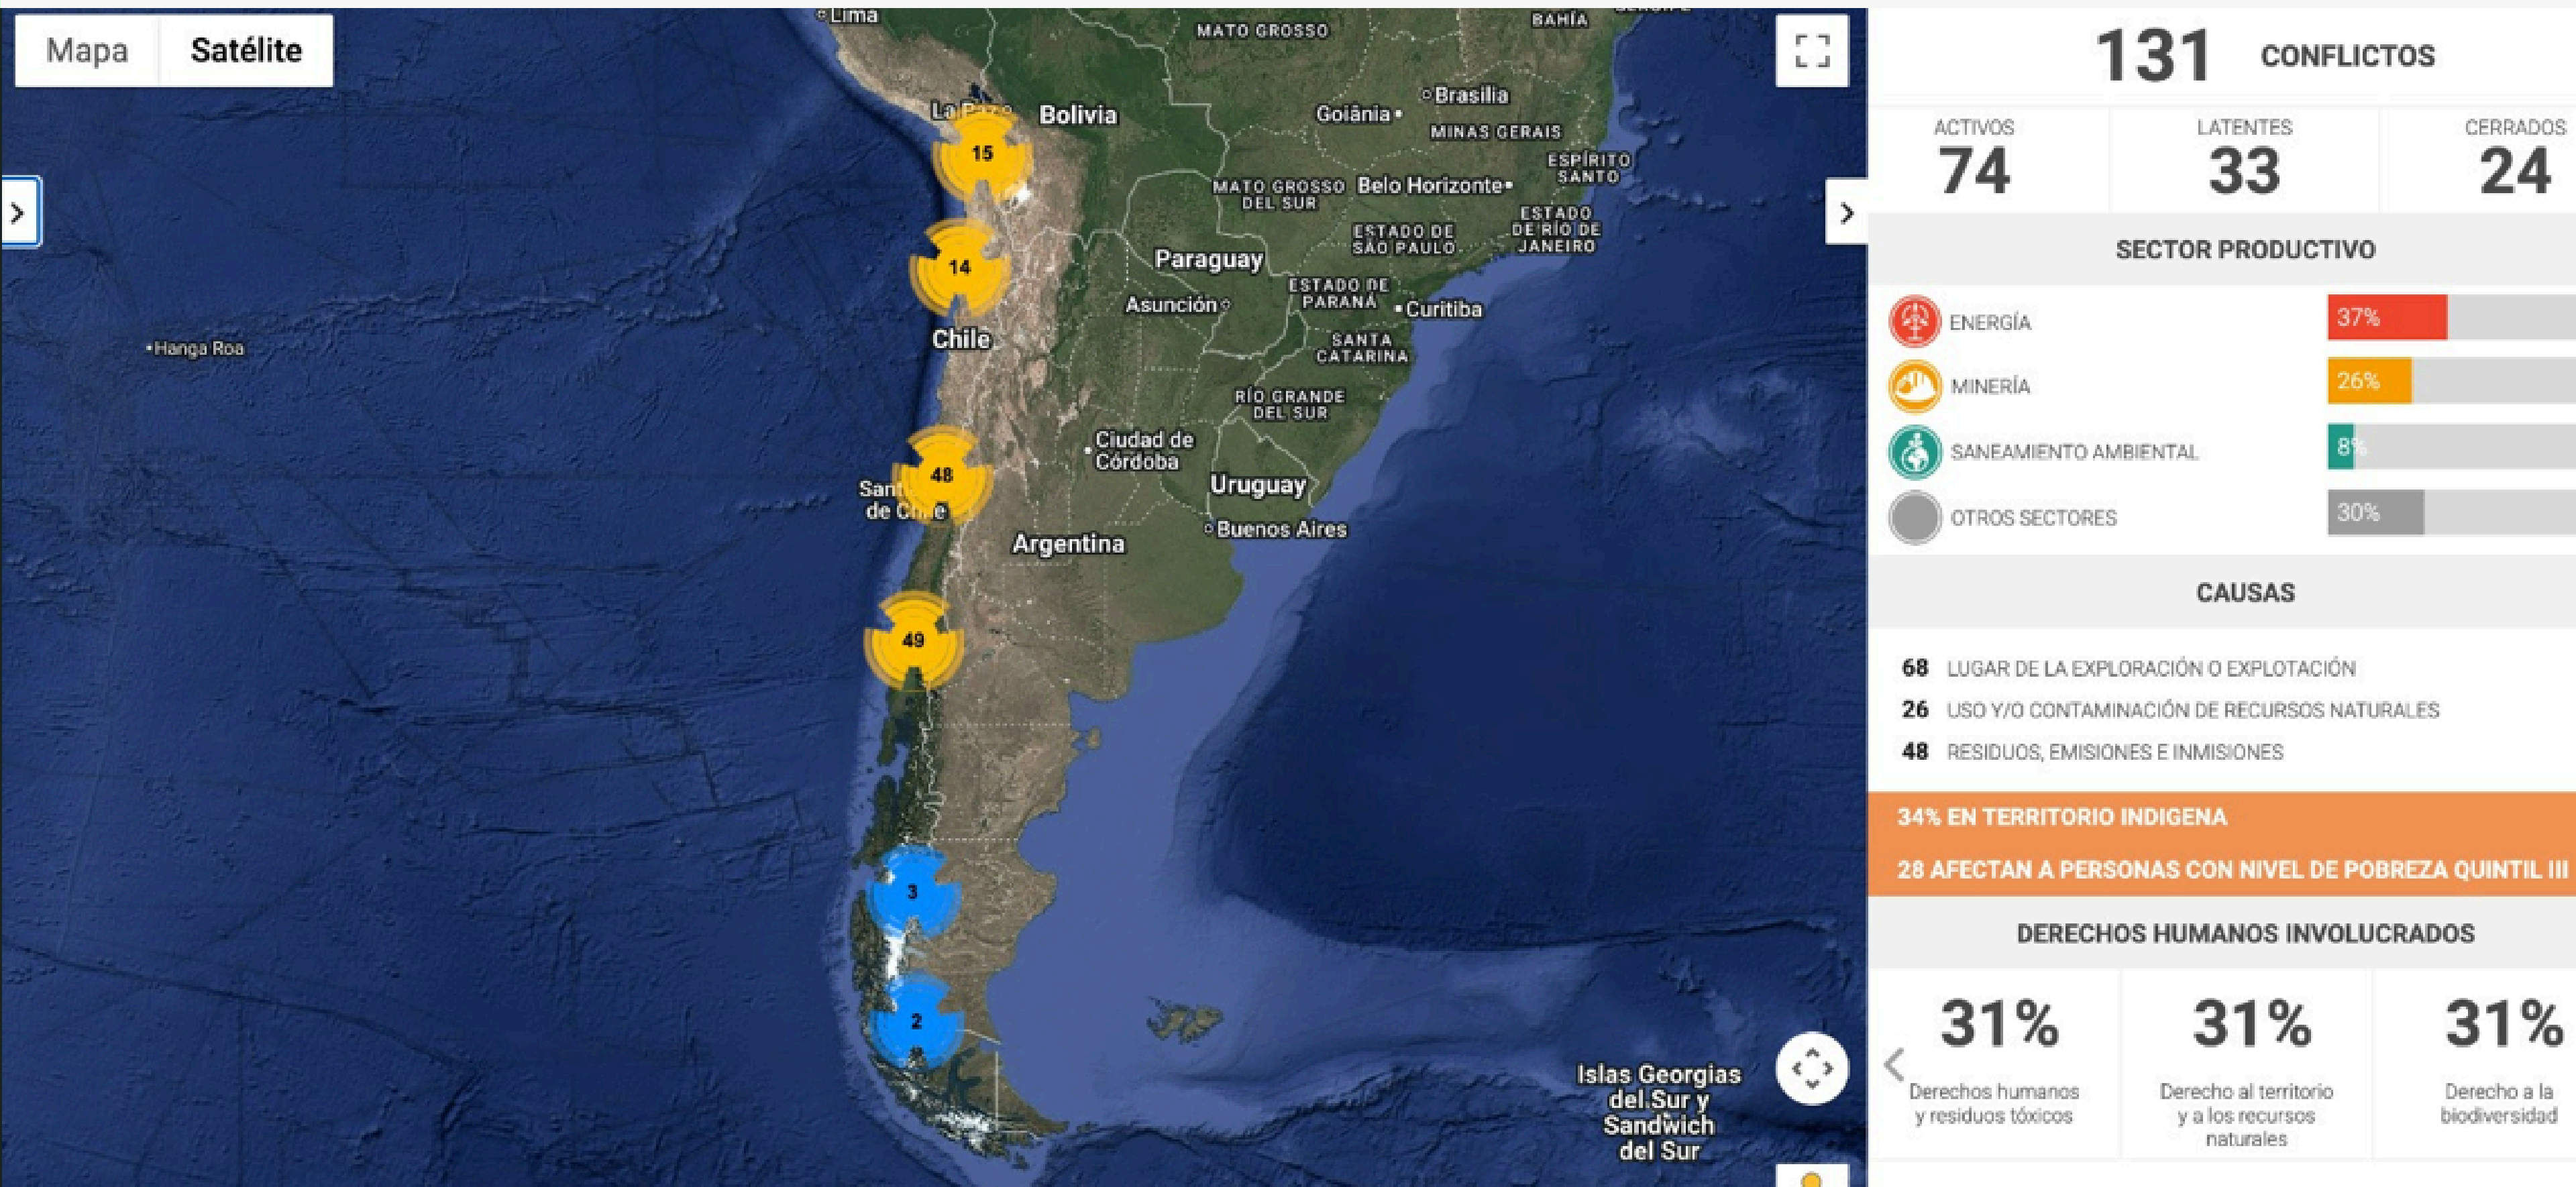 Mapa
Satélite
Lima
MATO GROSSO
BAHÍA
La Paz
Bolivia
Brasilia
Goiânia
MINAS GERAIS
ESPÍRITO
SANTO
15
MATO GROSSO
DEL SUR
Belo Horizonte
ESTADO
DE RÍO DE
JANEIRO
ESTADO DE
SÃO PAULO
14
Paraguay
ESTADO DE
PARANÁ
Asunción
Curitiba
Chile
SANTA
CATARINA
Hanga Roa
RÍO GRANDE
DEL SUR
Ciudad de
Córdoba
48
de Chile
Uruguay
Buenos Aires
Argentina
49
3
2
Islas Georgias
del Sur y
Sandwich
del Sur
131 CONFLICTOS
ACTIVOS
74
LATENTES
33
CERRADOS
24
SECTOR PRODUCTIVO
ENERGÍA 37%
MINERÍA 26%
SANEAMIENTO AMBIENTAL 8%
OTROS SECTORES 30%
CAUSAS
68 LUGAR DE LA EXPLORACIÓN O EXPLOTACIÓN
26 USO Y/O CONTAMINACIÓN DE RECURSOS NATURALES
48 RESIDUOS, EMISIONES E INMISIONES
34% EN TERRITORIO INDIGENA
28 AFECTAN A PERSONAS CON NIVEL DE POBREZA QUINTIL III
DERECHOS HUMANOS INVOLUCRADOS
31%
Derechos humanos
y residuos tóxicos
31%
Derecho al territorio
y a los recursos
naturales
31%
Derecho a la
biodiversidad